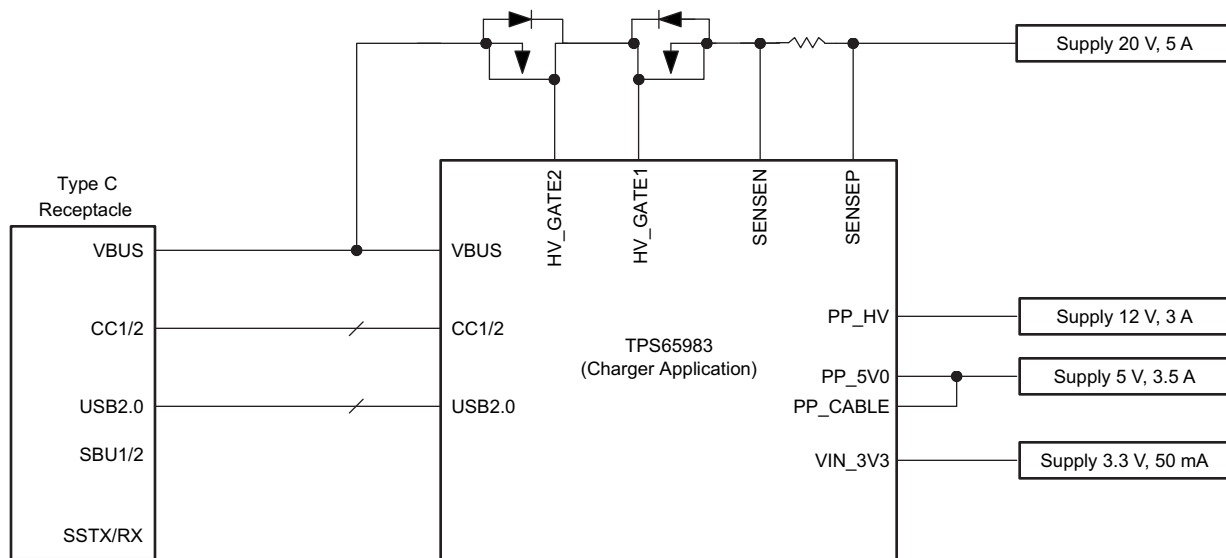 Supply 20 V, 5 A
HV_GATE2
HV_GATE1
SENSEN
SENSEP
Type C
Receptacle
VBUS
VBUS
CC1/2
CC1/2
USB2.0
USB2.0
SBU1/2
SSTX/RX
TPS65983
(Charger Application)
PP_HV
Supply 12 V, 3 A
PP_5V0
Supply 5 V, 3.5 A
PP_CABLE
VIN_3V3
Supply 3.3 V, 50 mA